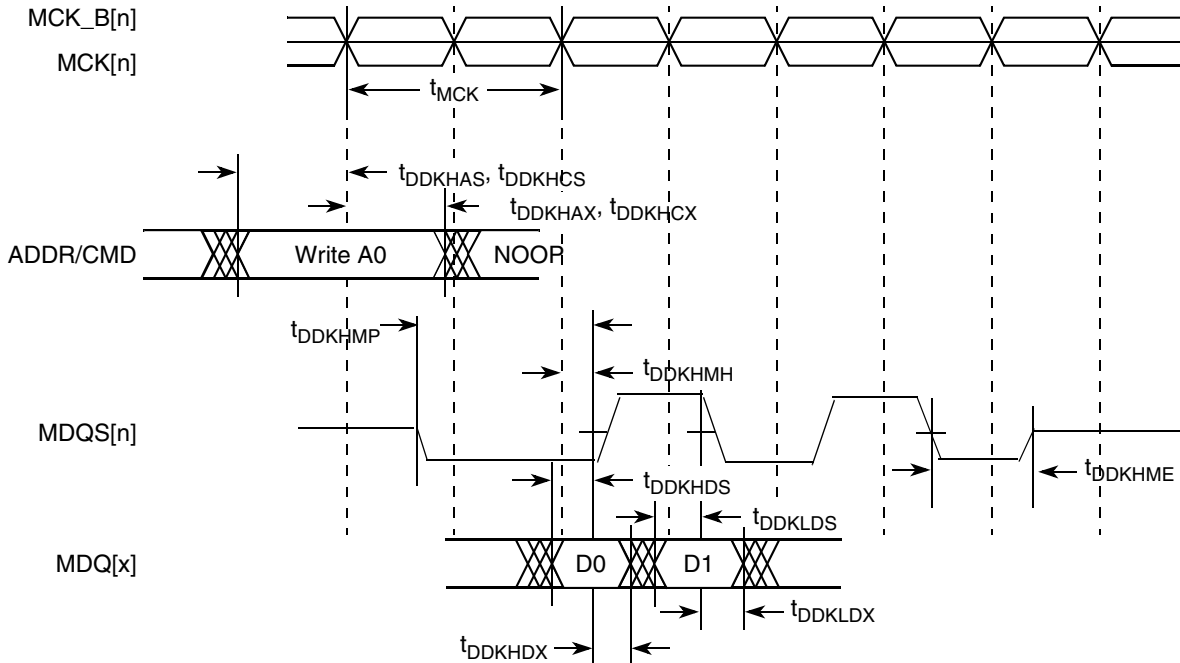 MCK_B[n]
MCK[n]
tMCK
tDDKHAS, tDDKHCS
tDDKHAX, tDDKHCX
ADDR/CMD
Write A0
NOOP
tDDKHMP
tDDKHMH
MDQS[n]
tDDKHDS
tDDKHME
tDDKLDS
MDQ[x]
D0
D1
tDDKLDX
tDDKHDX